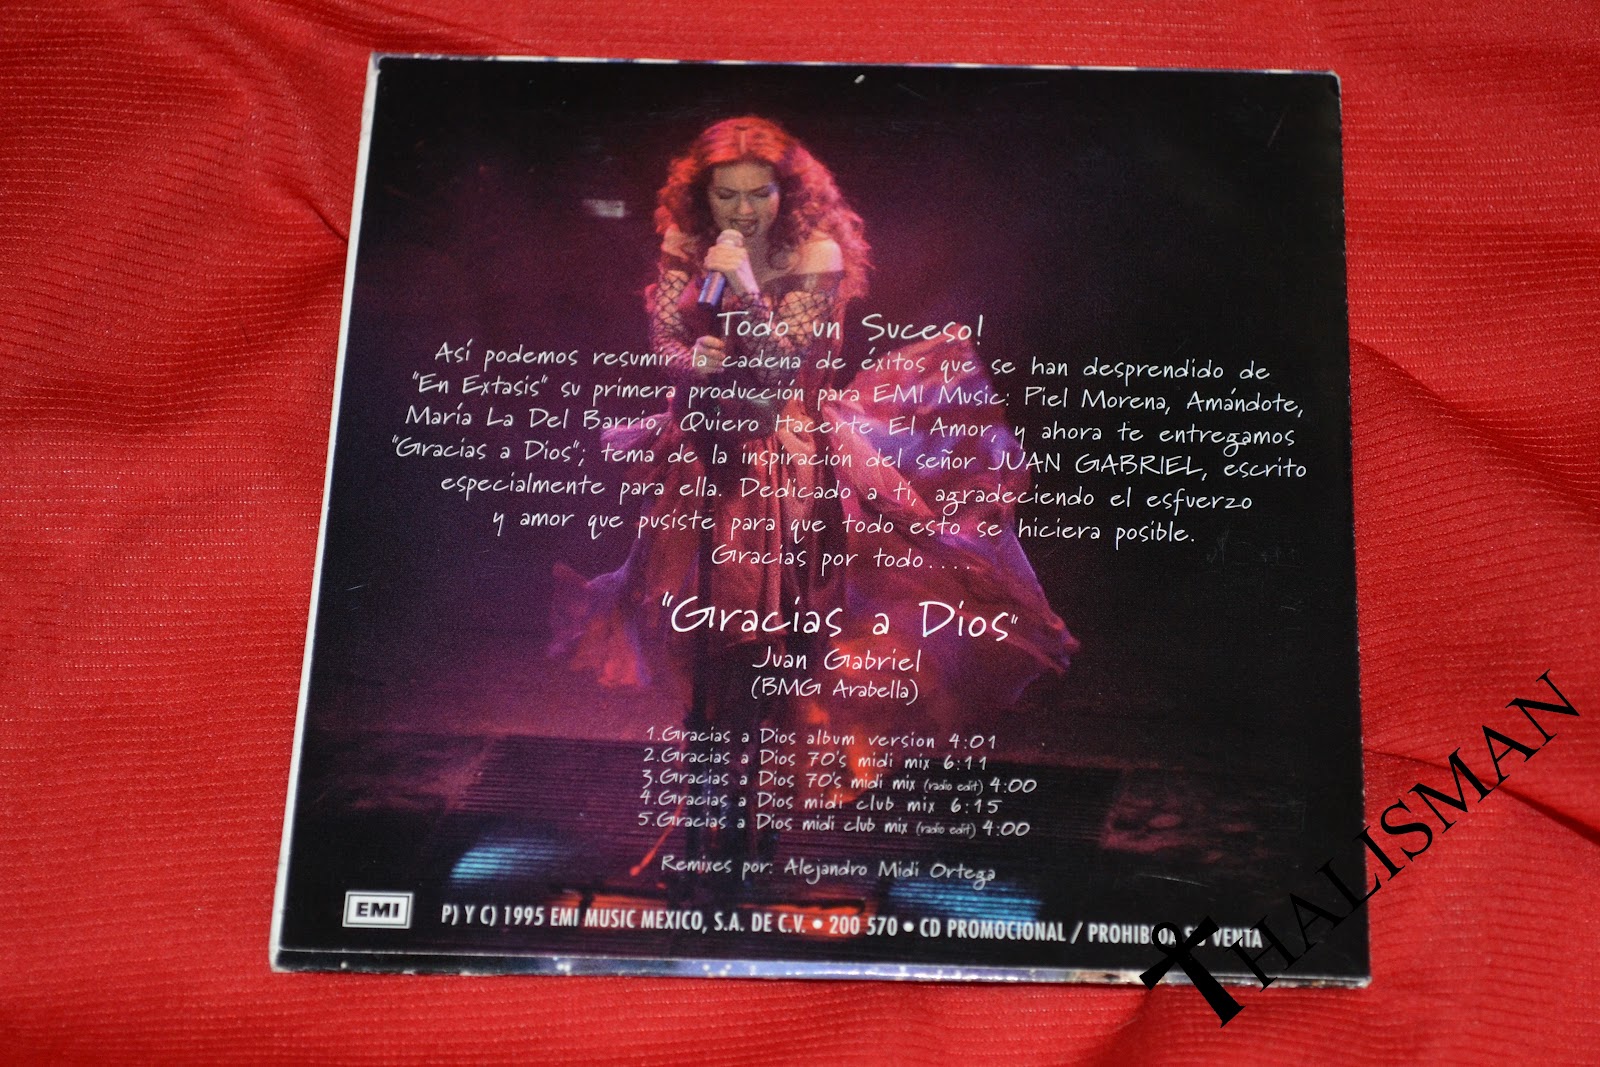 Todo un Suceso!
Así podemos resumir la cadena de éxitos que se han desprendido de
"En Extasis" su primera producción para EMI Music: Piel Morena, Amándote,
María La Del Barrio, Quiero Hacerte El Amor, y ahora te entregamos
"Gracias a Dios"; tema de la inspiración del señor JUAN GABRIEL, escrito
especialmente para ella. Dedicado a ti, agradeciendo el esfuerzo
y amor que pusiste para que todo esto se hiciera posible.
Gracias por todo....
"Gracias a Dios"
Juan Gabriel
(BMG Arabella)
1.Gracias a Dios album version 4:01
2.Gracias a Dios 70's midi mix 6:11
3.Gracias a Dios 70's midi mix (radio edit) 4:00
4.Gracias a Dios midi club mix 6:15
5.Gracias a Dios midi club mix (radio edit) 4:00
Remixes por: Alejandro Midi Ortega
EMI
P) Y C) 1995 EMI MUSIC MEXICO, S.A. DE C.V. • 200 570 • CD PROMOCIONAL / PROHIBIDA SU VENTA
THALISMAN